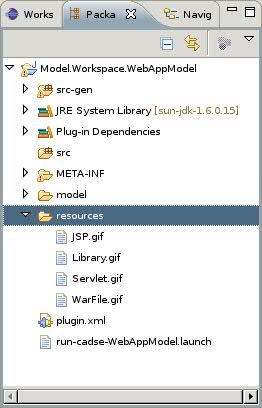 Works Packa Navig
Model.Workspace.WebAppModel
src-gen
JRE System Library [sun-jdk-1.6.0.15]
Plug-in Dependencies
src
META-INF
model
resources
JSP.gif
Library.gif
Servlet.gif
WarFile.gif
plugin.xml
run-cadse-WebAppModel.launch